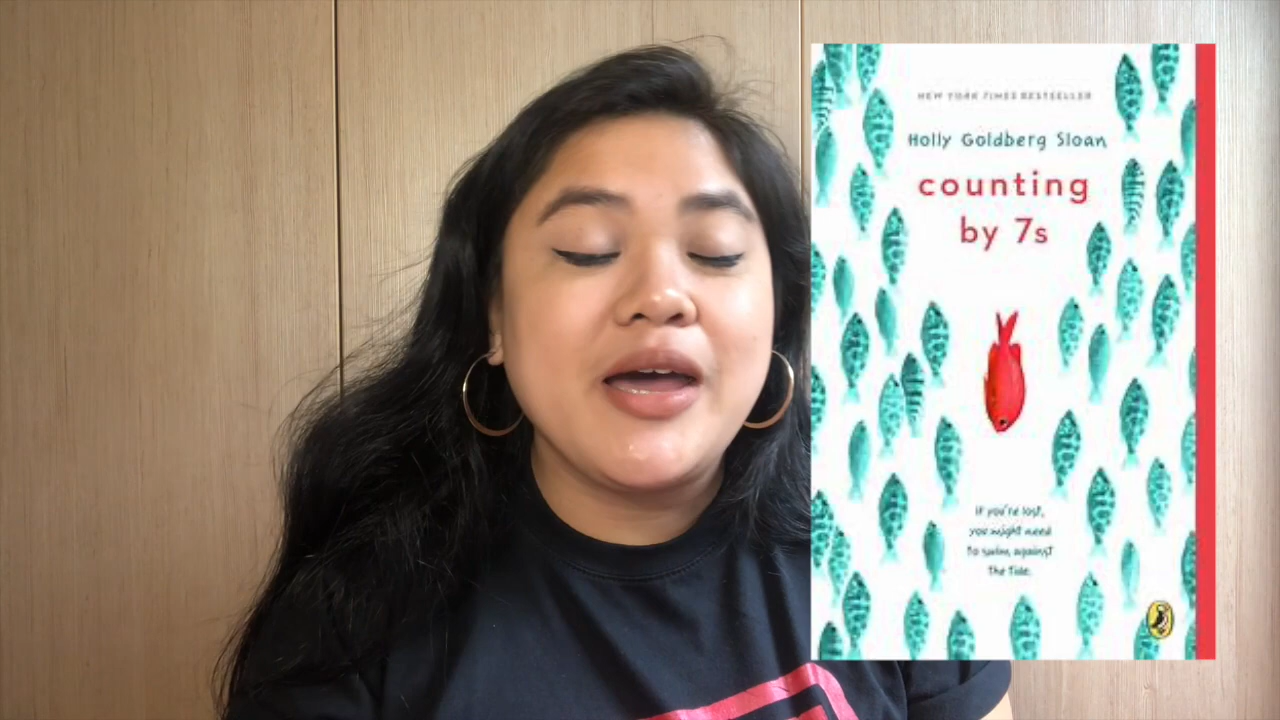 NEW YORK TIMES BESTSELLER
Holly Goldberg Sloan
counting
by 7s
If you're lost,
you might need
to swim against
the tide.